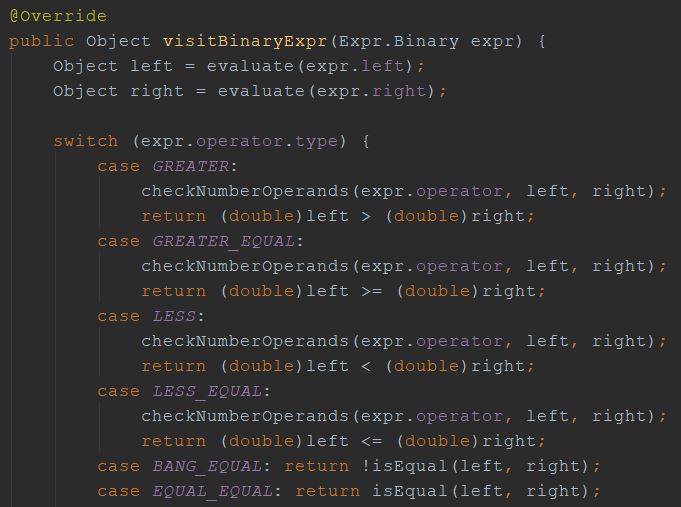 @Override
public Object visitBinaryExpr(Expr.Binary expr) {
    Object left = evaluate(expr.left);
    Object right = evaluate(expr.right);

    switch (expr.operator.type) {
        case GREATER:
            checkNumberOperands(expr.operator, left, right);
            return (double)left > (double)right;
        case GREATER_EQUAL:
            checkNumberOperands(expr.operator, left, right);
            return (double)left >= (double)right;
        case LESS:
            checkNumberOperands(expr.operator, left, right);
            return (double)left < (double)right;
        case LESS_EQUAL:
            checkNumberOperands(expr.operator, left, right);
            return (double)left <= (double)right;
        case BANG_EQUAL: return !isEqual(left, right);
        case EQUAL_EQUAL: return isEqual(left, right);